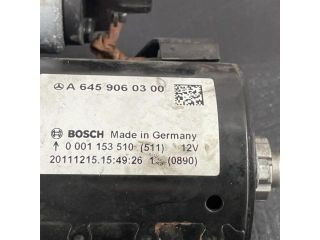 A 645 906 03 00
BOSCH Made in Germany
↑ 0 001 153 510 (511) 12V
20111215.15:49:26 1 (0890)